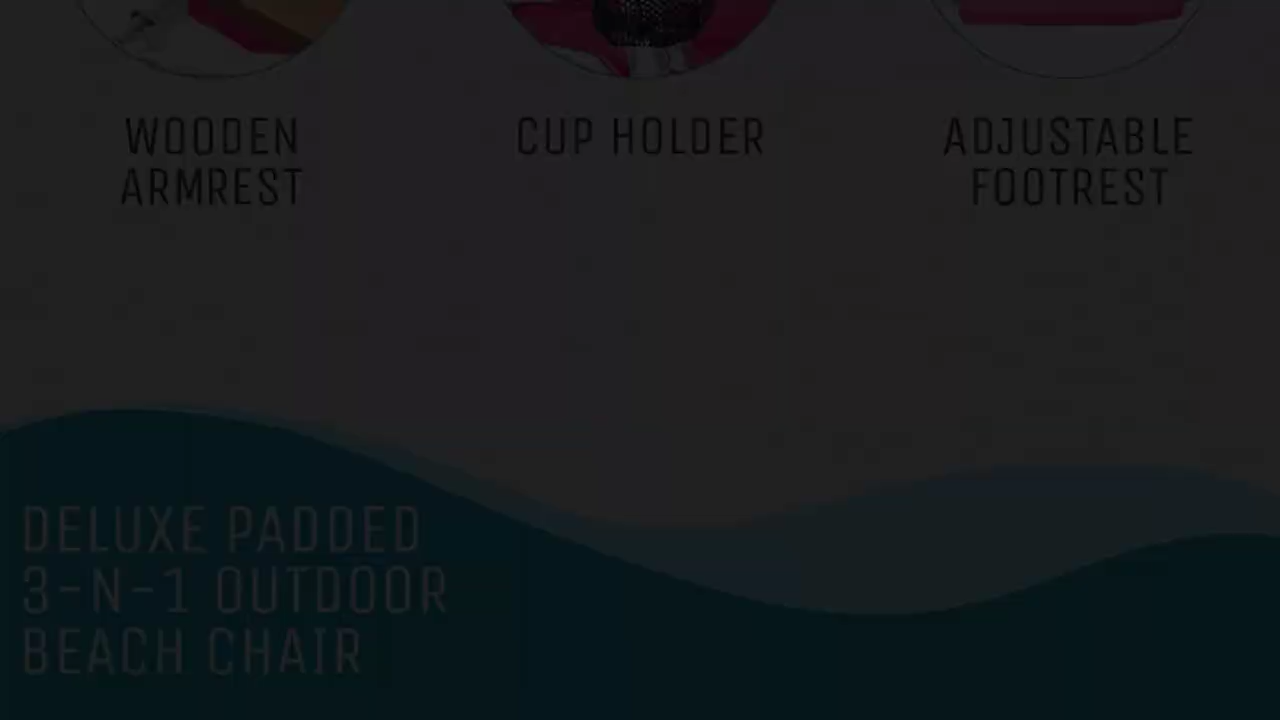 WOODEN
ARMREST
CUP HOLDER
ADJUSTABLE
FOOTREST
DELUXE PADDED
3-N-1 OUTDOOR
BEACH CHAIR